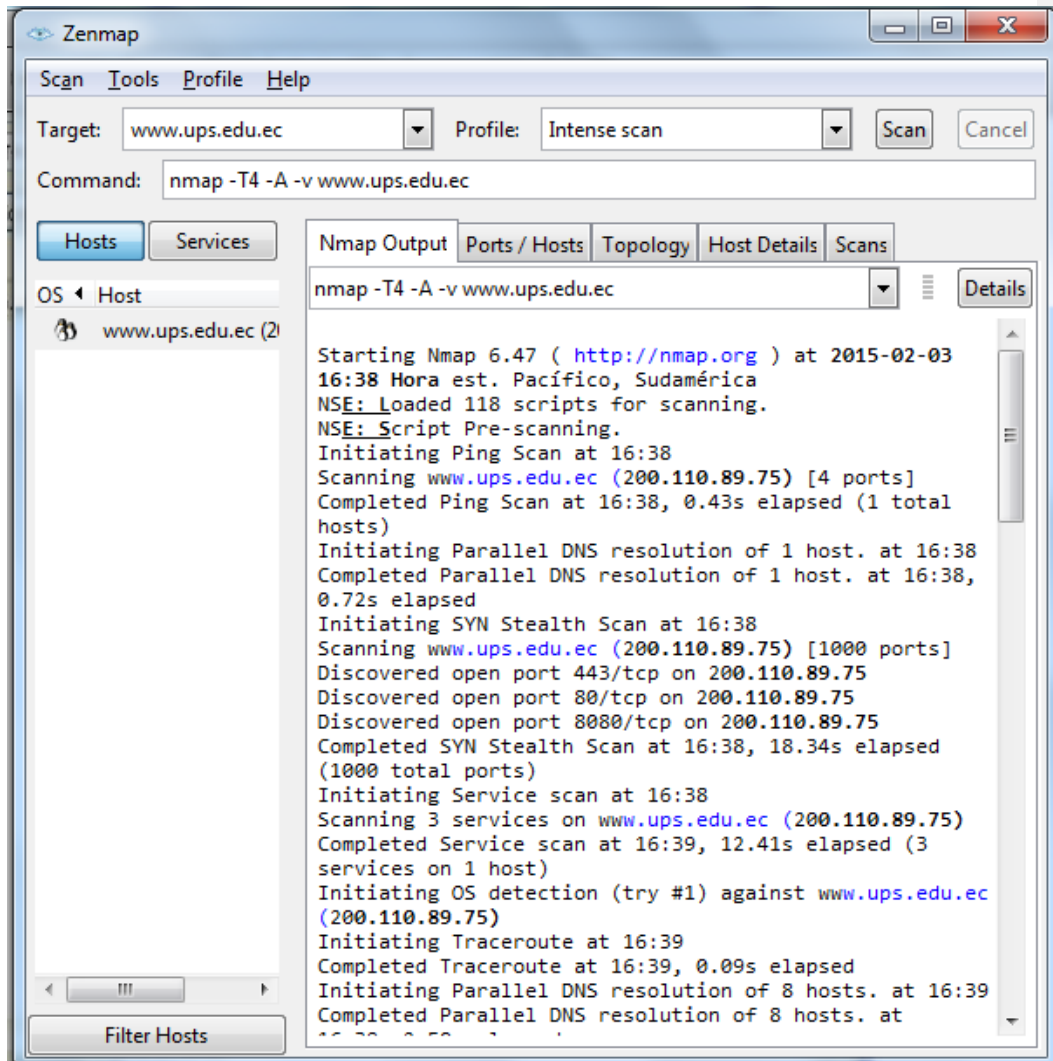 Zenmap
Scan Tools Profile Help
Target: www.ups.edu.ec Profile: Intense scan Scan Cancel
Command: nmap -T4 -A -v www.ups.edu.ec
Hosts Services
Nmap Output Ports / Hosts Topology Host Details Scans
OS Host
www.ups.edu.ec (20
nmap -T4 -A -v www.ups.edu.ec Details
Starting Nmap 6.47 ( http://nmap.org ) at 2015-02-03
16:38 Hora est. Pacífico, Sudamérica
NSE: Loaded 118 scripts for scanning.
NSE: Script Pre-scanning.
Initiating Ping Scan at 16:38
Scanning www.ups.edu.ec (200.110.89.75) [4 ports]
Completed Ping Scan at 16:38, 0.43s elapsed (1 total
hosts)
Initiating Parallel DNS resolution of 1 host. at 16:38
Completed Parallel DNS resolution of 1 host. at 16:38,
0.72s elapsed
Initiating SYN Stealth Scan at 16:38
Scanning www.ups.edu.ec (200.110.89.75) [1000 ports]
Discovered open port 443/tcp on 200.110.89.75
Discovered open port 80/tcp on 200.110.89.75
Discovered open port 8080/tcp on 200.110.89.75
Completed SYN Stealth Scan at 16:38, 18.34s elapsed
(1000 total ports)
Initiating Service scan at 16:38
Scanning 3 services on www.ups.edu.ec (200.110.89.75)
Completed Service scan at 16:39, 12.41s elapsed (3
services on 1 host)
Initiating OS detection (try #1) against www.ups.edu.ec
(200.110.89.75)
Initiating Traceroute at 16:39
Completed Traceroute at 16:39, 0.09s elapsed
Initiating Parallel DNS resolution of 8 hosts. at 16:39
Completed Parallel DNS resolution of 8 hosts. at
Filter Hosts